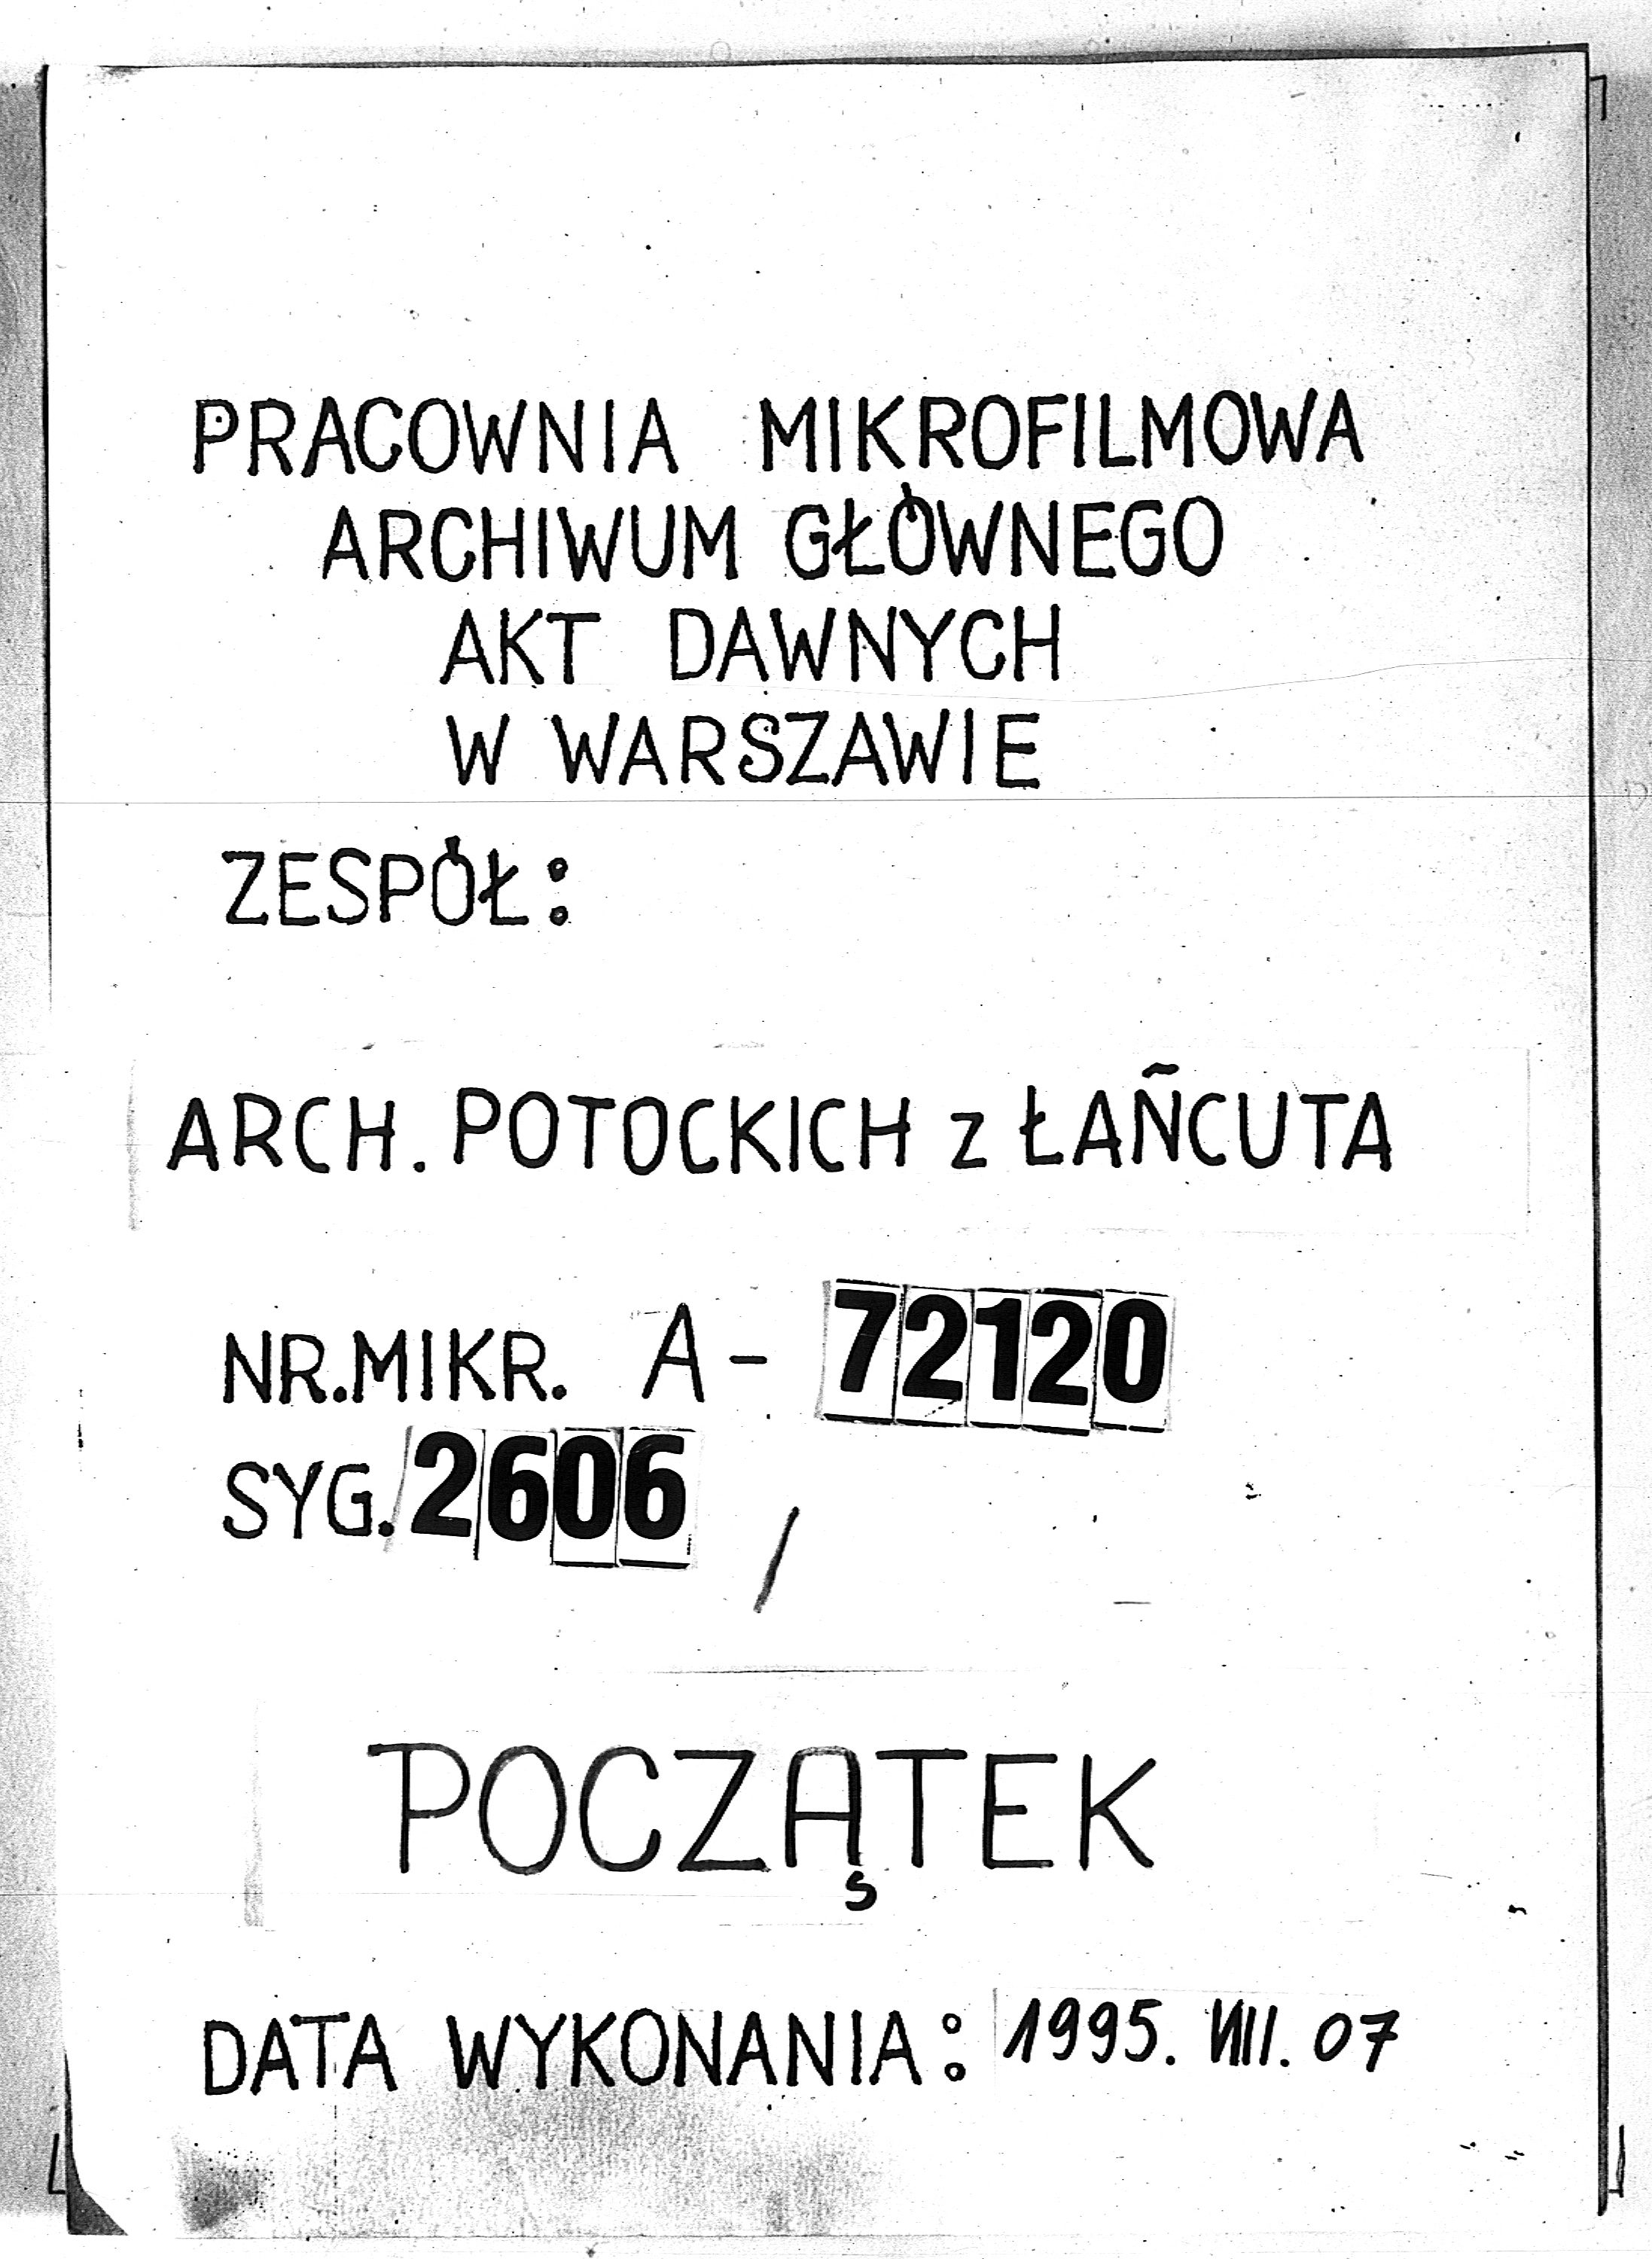 PRACOWNIA MIKROFILMOWA
ARCHIWUM GŁÓWNEGO
AKT DAWNYCH
W WARSZAWIE
ZESPÓŁ:
ARCH. POTOCKICH z ŁAŃCUTA
NR.MIKR. A-72120
SYG. 2606 /
POCZĄTEK
DATA WYKONANIA: 1995. VIII. 07